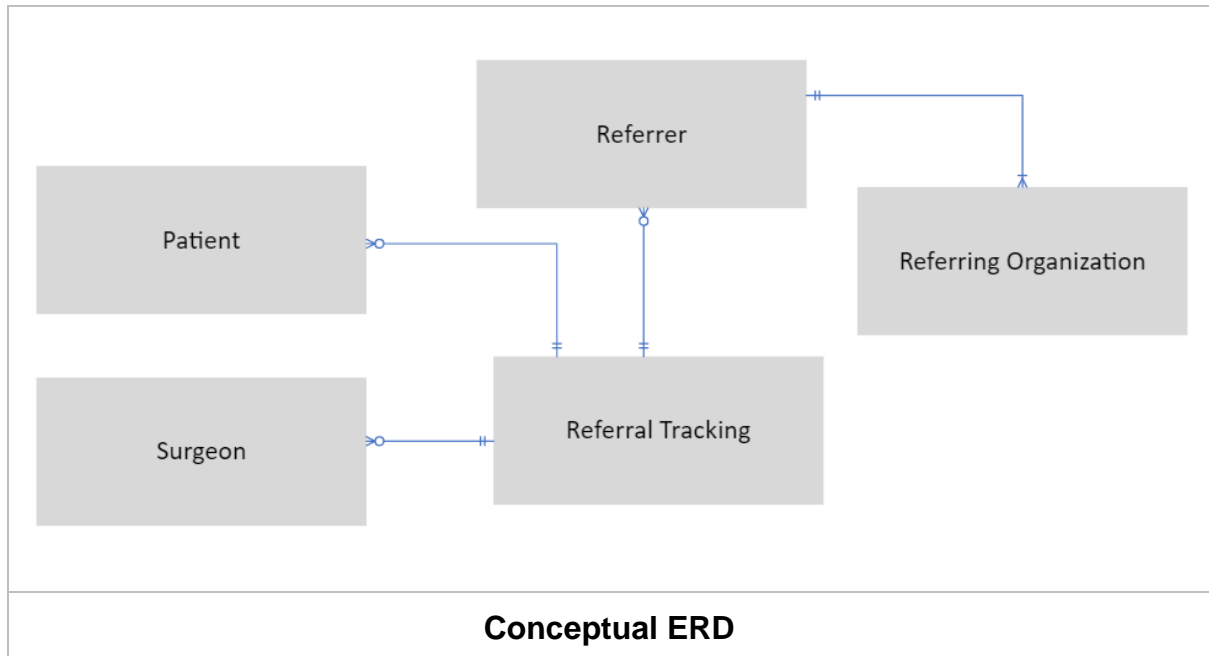 Referrer
Patient
Referring Organization
Surgeon
Referral Tracking
Conceptual ERD